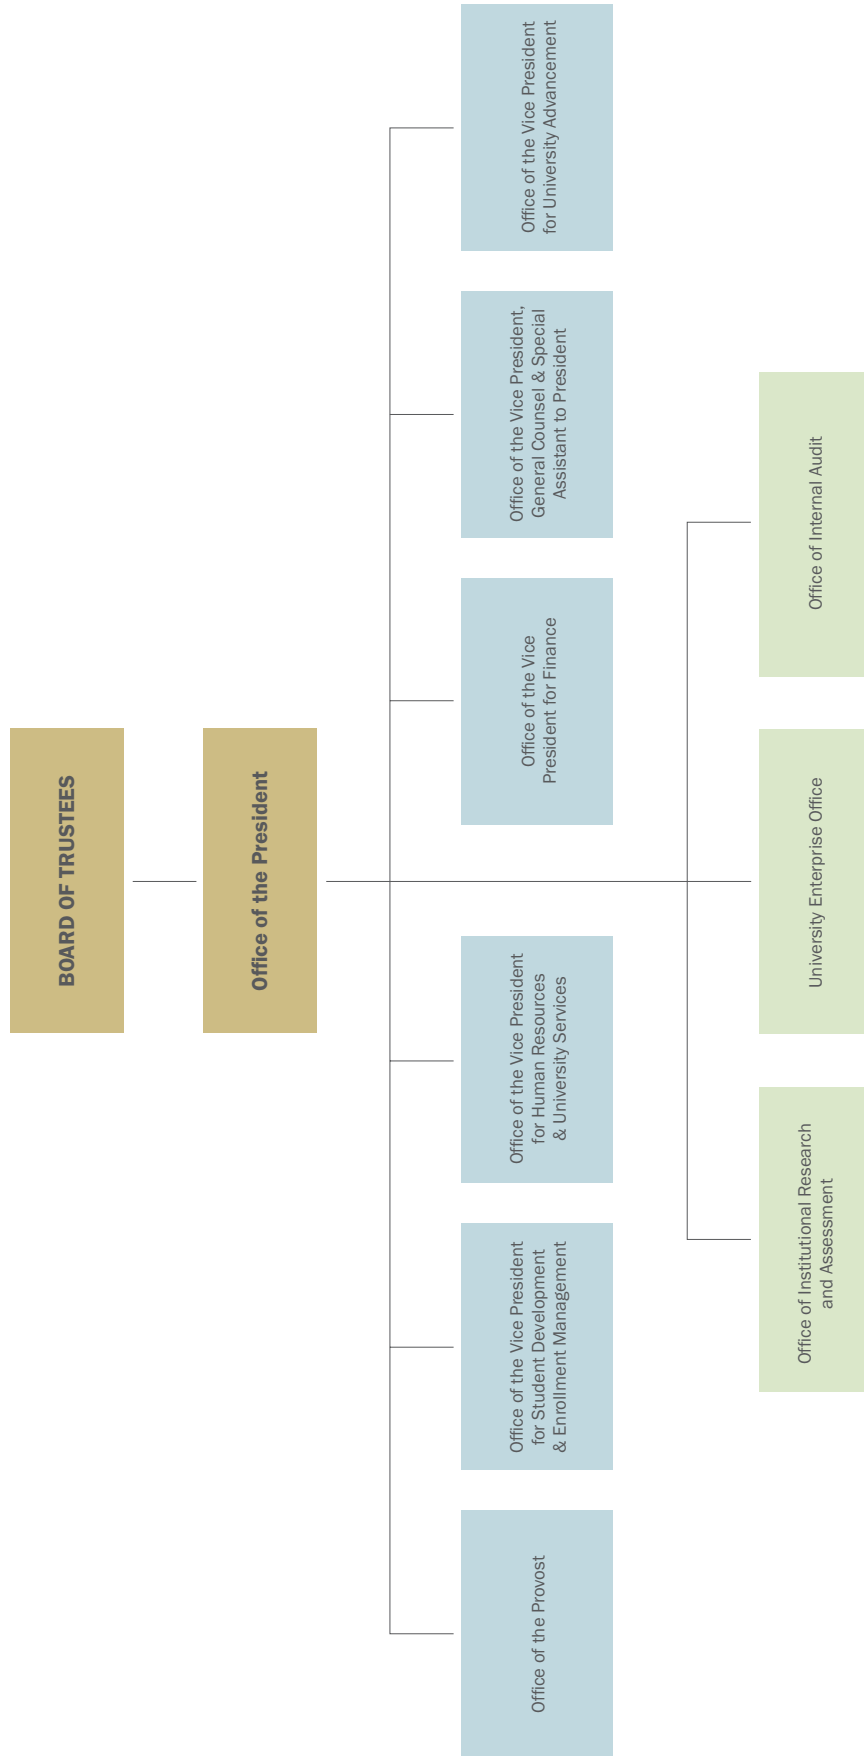 BOARD OF TRUSTEES
Office of the President
Office of the Provost
Office of the Vice President
for Student Development
& Enrollment Management
Office of the Vice President
for Human Resources
& University Services
Office of the Vice
President for Finance
Office of the Vice President,
General Counsel & Special
Assistant to President
Office of the Vice President
for University Advancement
Office of Institutional Research
and Assessment
University Enterprise Office
Office of Internal Audit